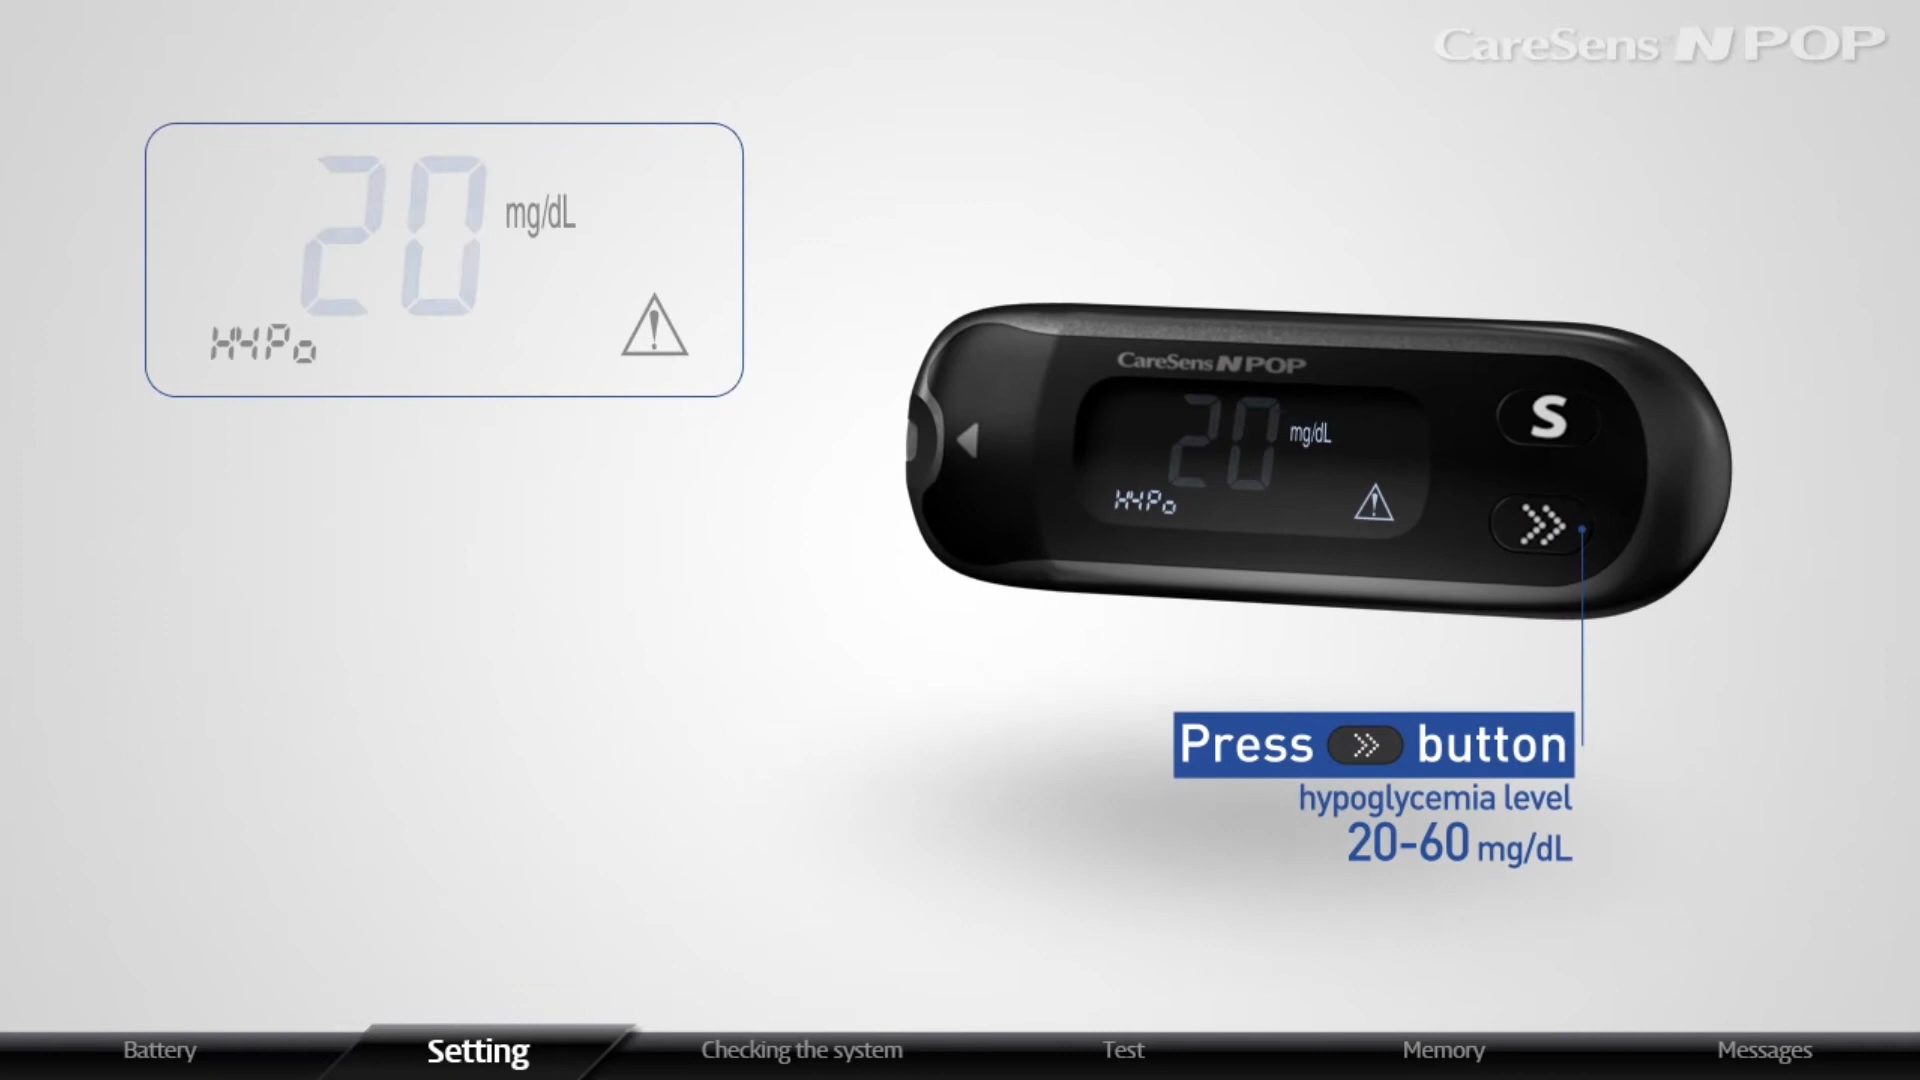 CareSens N POP
20 mg/dL
HYPo
CareSens N POP
20 mg/dL
HYPo
S
Press >> button
hypoglycemia level
20-60 mg/dL
Battery
Setting
Checking the system
Test
Memory
Messages